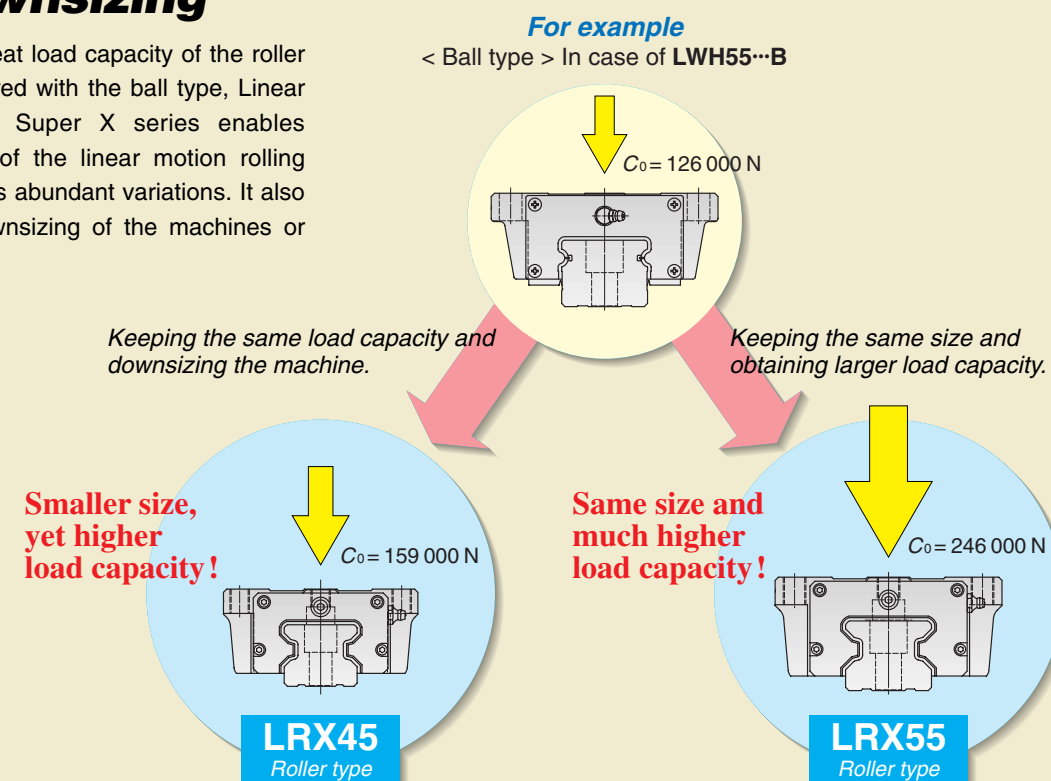 wnsizing
eat load capacity of the roller
red with the ball type, Linear
Super X series enables
of the linear motion rolling
s abundant variations. It also
wnsizing of the machines or
For example
< Ball type > In case of LWH55···B
C0 = 126 000 N
Keeping the same load capacity and
downsizing the machine.
Keeping the same size and
obtaining larger load capacity.
Smaller size,
yet higher
load capacity!
C0 = 159 000 N
LRX45
Roller type
Same size and
much higher
load capacity!
C0 = 246 000 N
LRX55
Roller type